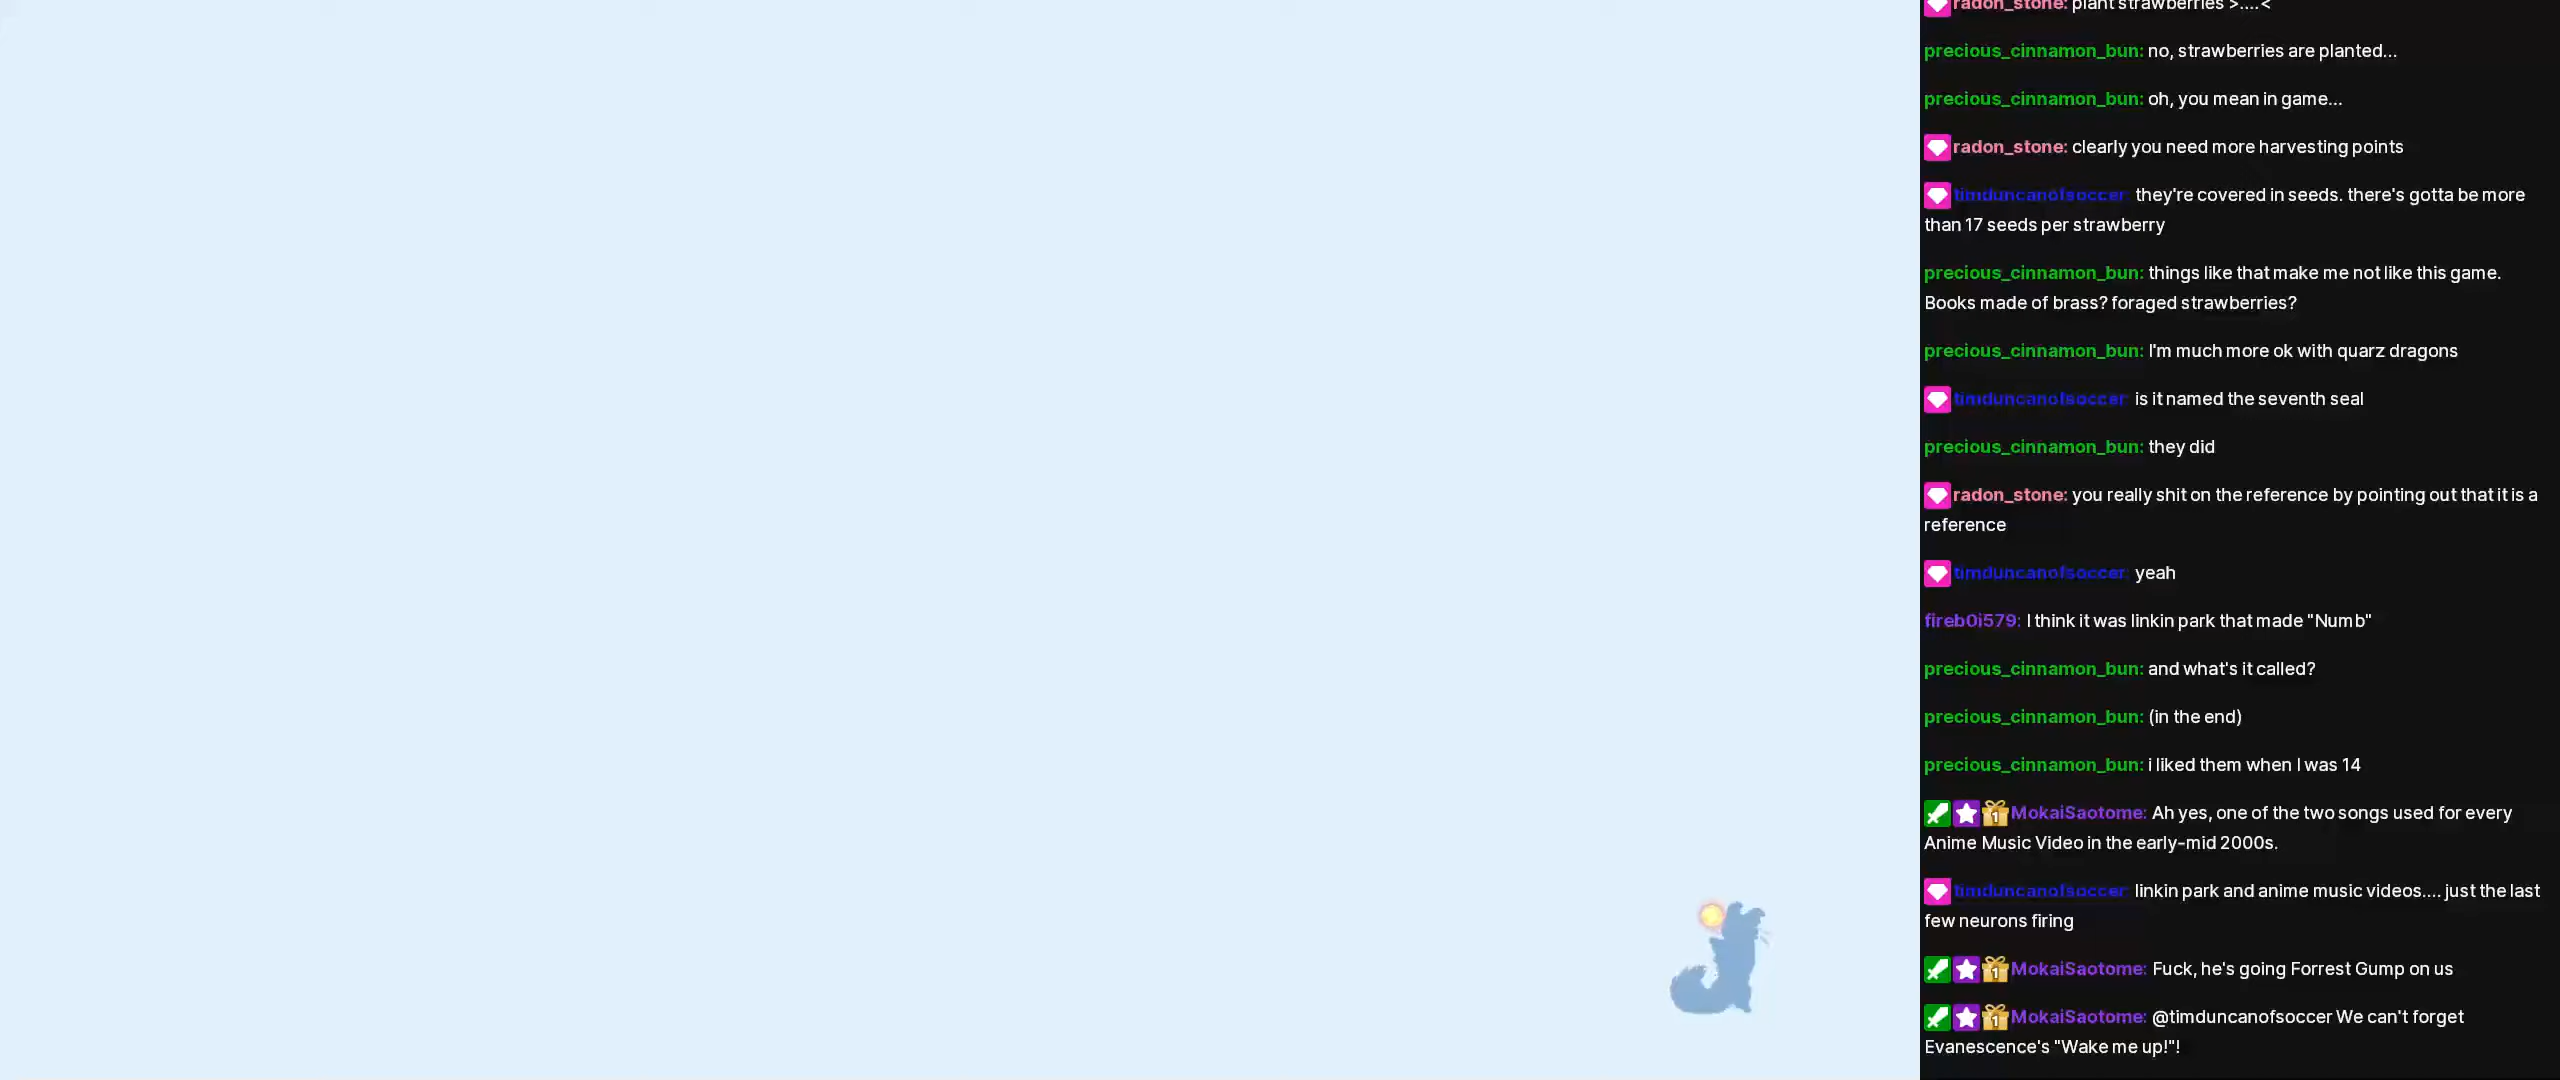 radon_stone: plant strawberries >....<
precious_cinnamon_bun: no, strawberries are planted...
precious_cinnamon_bun: oh, you mean in game...
radon_stone: clearly you need more harvesting points
timduncanofsoccer: they're covered in seeds. there's gotta be more
than 17 seeds per strawberry
precious_cinnamon_bun: things like that make me not like this game.
Books made of brass? foraged strawberries?
precious_cinnamon_bun: I'm much more ok with quarz dragons
timduncanofsoccer: is it named the seventh seal
precious_cinnamon_bun: they did
radon_stone: you really shit on the reference by pointing out that it is a
reference
timduncanofsoccer: yeah
fireb0i579: I think it was linkin park that made "Numb"
precious_cinnamon_bun: and what's it called?
precious_cinnamon_bun: (in the end)
precious_cinnamon_bun: i liked them when I was 14
1 MokaiSaotome: Ah yes, one of the two songs used for every
Anime Music Video in the early-mid 2000s.
timduncanofsoccer: linkin park and anime music videos.... just the last
few neurons firing
1 MokaiSaotome: Fuck, he's going Forrest Gump on us
1 MokaiSaotome: @timduncanofsoccer We can't forget
Evanescence's "Wake me up!"!